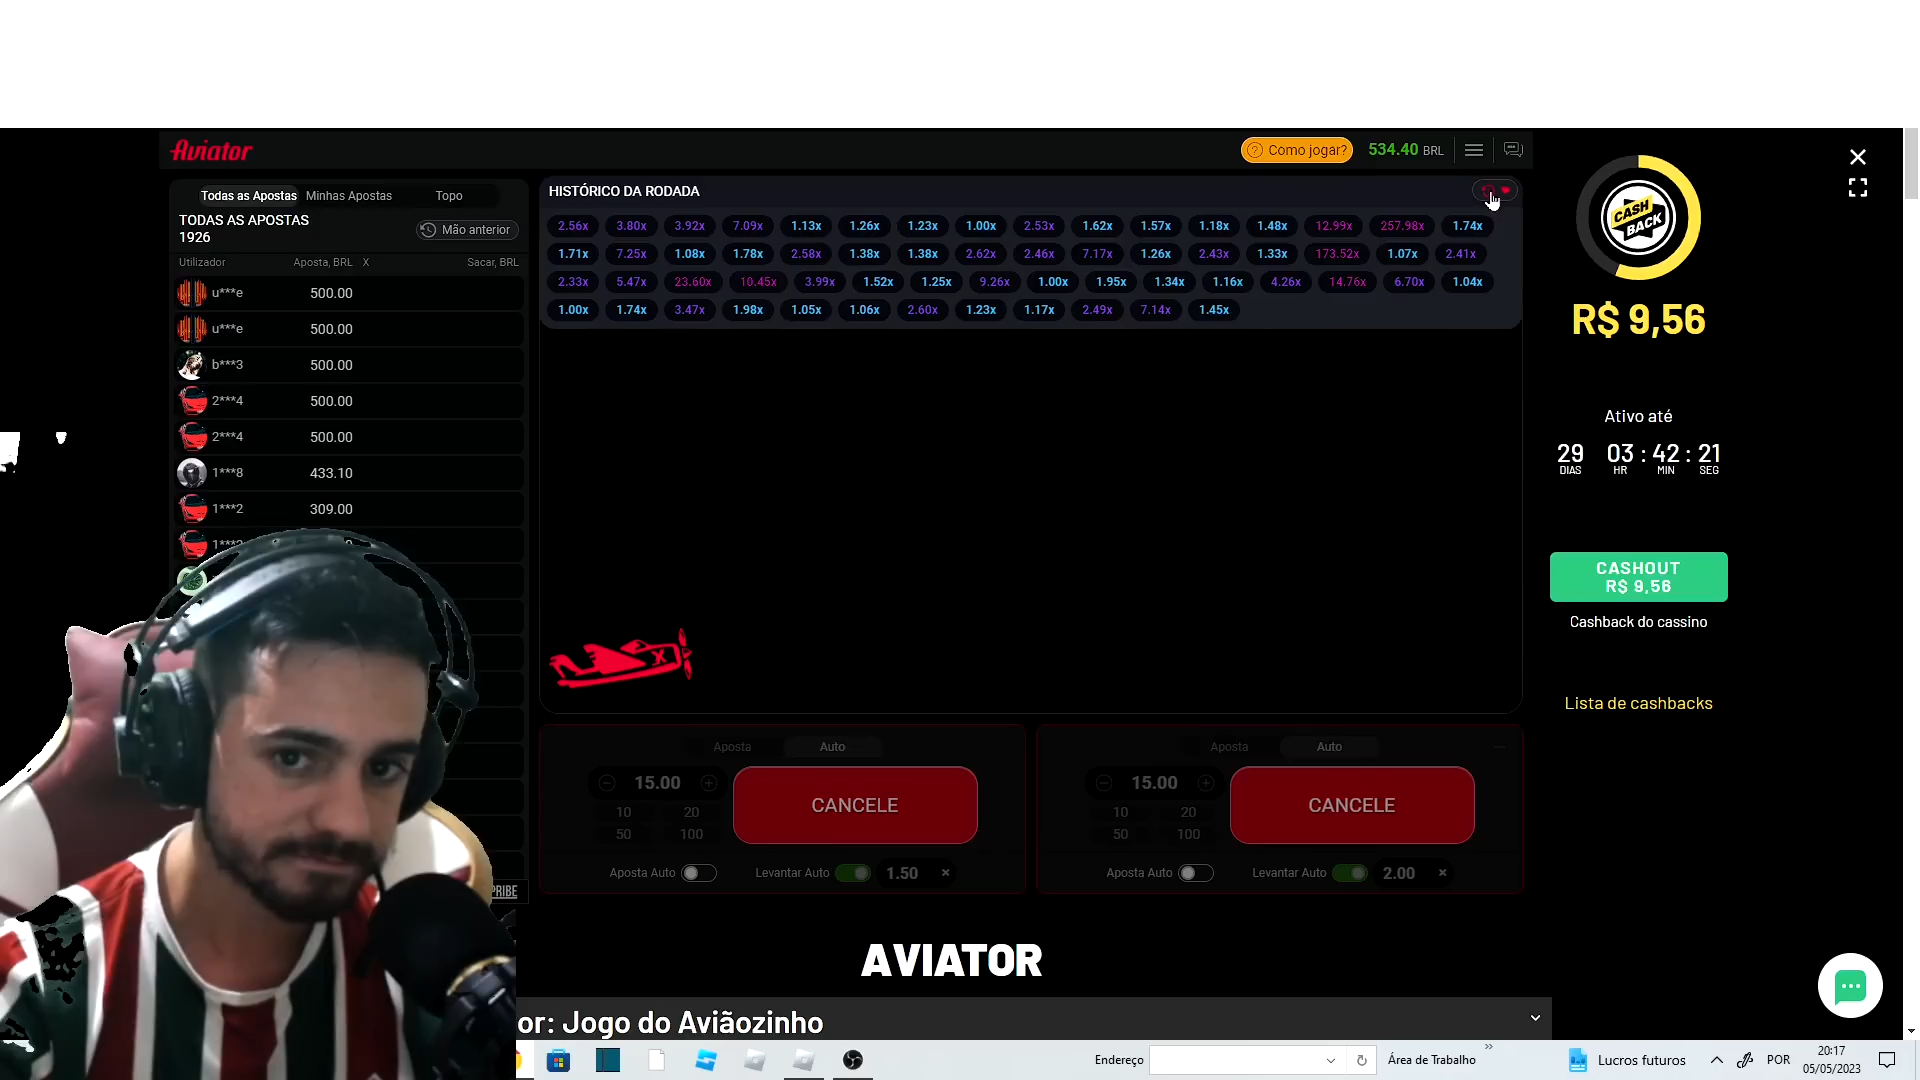 Aviator
Como jogar?
534.40 BRL
Todas as Apostas Minhas Apostas Topo
TODAS AS APOSTAS
1926
Mão anterior
Utilizador Aposta, BRL X Sacar, BRL
u***e 500.00
u***e 500.00
b***3 500.00
2***4 500.00
2***4 500.00
1***8 433.10
1***2 309.00
HISTÓRICO DA RODADA
2.56x 3.80x 3.92x 7.09x 1.13x 1.26x 1.23x 1.00x 2.53x 1.62x 1.57x 1.18x 1.48x 12.99x 257.98x 1.74x
1.71x 7.25x 1.08x 1.78x 2.58x 1.38x 1.38x 2.62x 2.46x 7.17x 1.26x 2.43x 1.33x 173.52x 1.07x 2.41x
2.33x 5.47x 23.60x 10.45x 3.99x 1.52x 1.25x 9.26x 1.00x 1.95x 1.34x 1.16x 4.26x 14.76x 6.70x 1.04x
1.00x 1.74x 3.47x 1.98x 1.05x 1.06x 2.60x 1.23x 1.17x 2.49x 7.14x 1.45x
X
Aposta Auto
15.00
10 20
50 100
CANCELE
Aposta Auto Levantar Auto 1.50
Aposta Auto
15.00
10 20
50 100
CANCELE
Aposta Auto Levantar Auto 2.00
CASH
BACK
R$ 9,56
Ativo até
29 03 : 42 : 21
DIAS HR MIN SEG
CASHOUT
R$ 9,56
Cashback do cassino
Lista de cashbacks
PRIBE
AVIATOR
or: Jogo do Aviãozinho
Endereço
Área de Trabalho
Lucros futuros
POR
20:17
05/05/2023